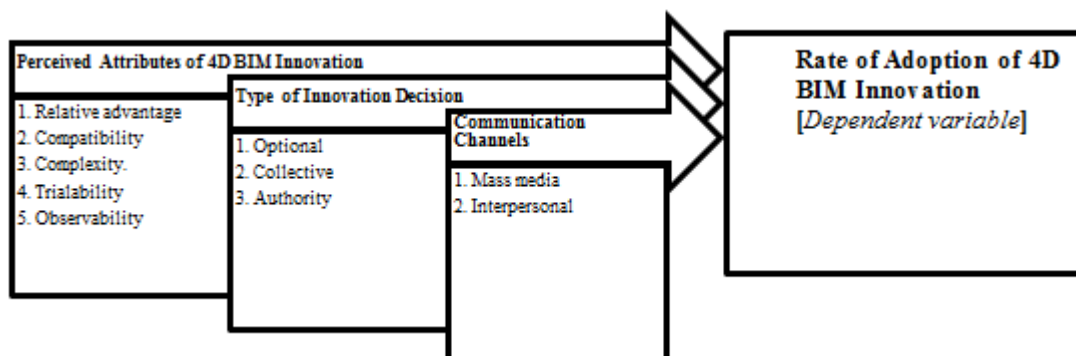 Perceived Attributes of 4D BIM Innovation
1. Relative advantage
2. Compatibility
3. Complexity.
4. Trialability
5. Observability
Type of Innovation Decision
1. Optional
2. Collective
3. Authority
Communication
Channels
1. Mass media
2. Interpersonal
Rate of Adoption of 4D
BIM Innovation
[Dependent variable]